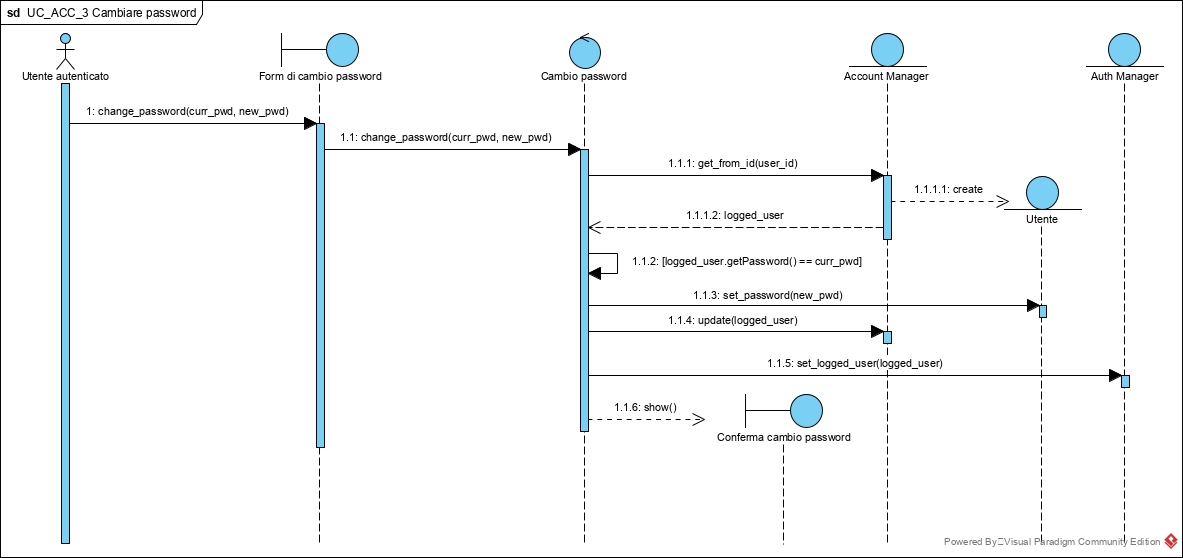 sd UC_ACC_3 Cambiare password
Utente autenticato
Form di cambio password
Cambio password
Account Manager
Auth Manager
1: change_password(curr_pwd, new_pwd)
1.1: change_password(curr_pwd, new_pwd)
1.1.1: get_from_id(user_id)
1.1.1.1: create
Utente
1.1.1.2: logged_user
1.1.2: [logged_user.getPassword() == curr_pwd]
1.1.3: set_password(new_pwd)
1.1.4: update(logged_user)
1.1.5: set_logged_user(logged_user)
1.1.6: show()
Conferma cambio password
Powered By Visual Paradigm Community Edition